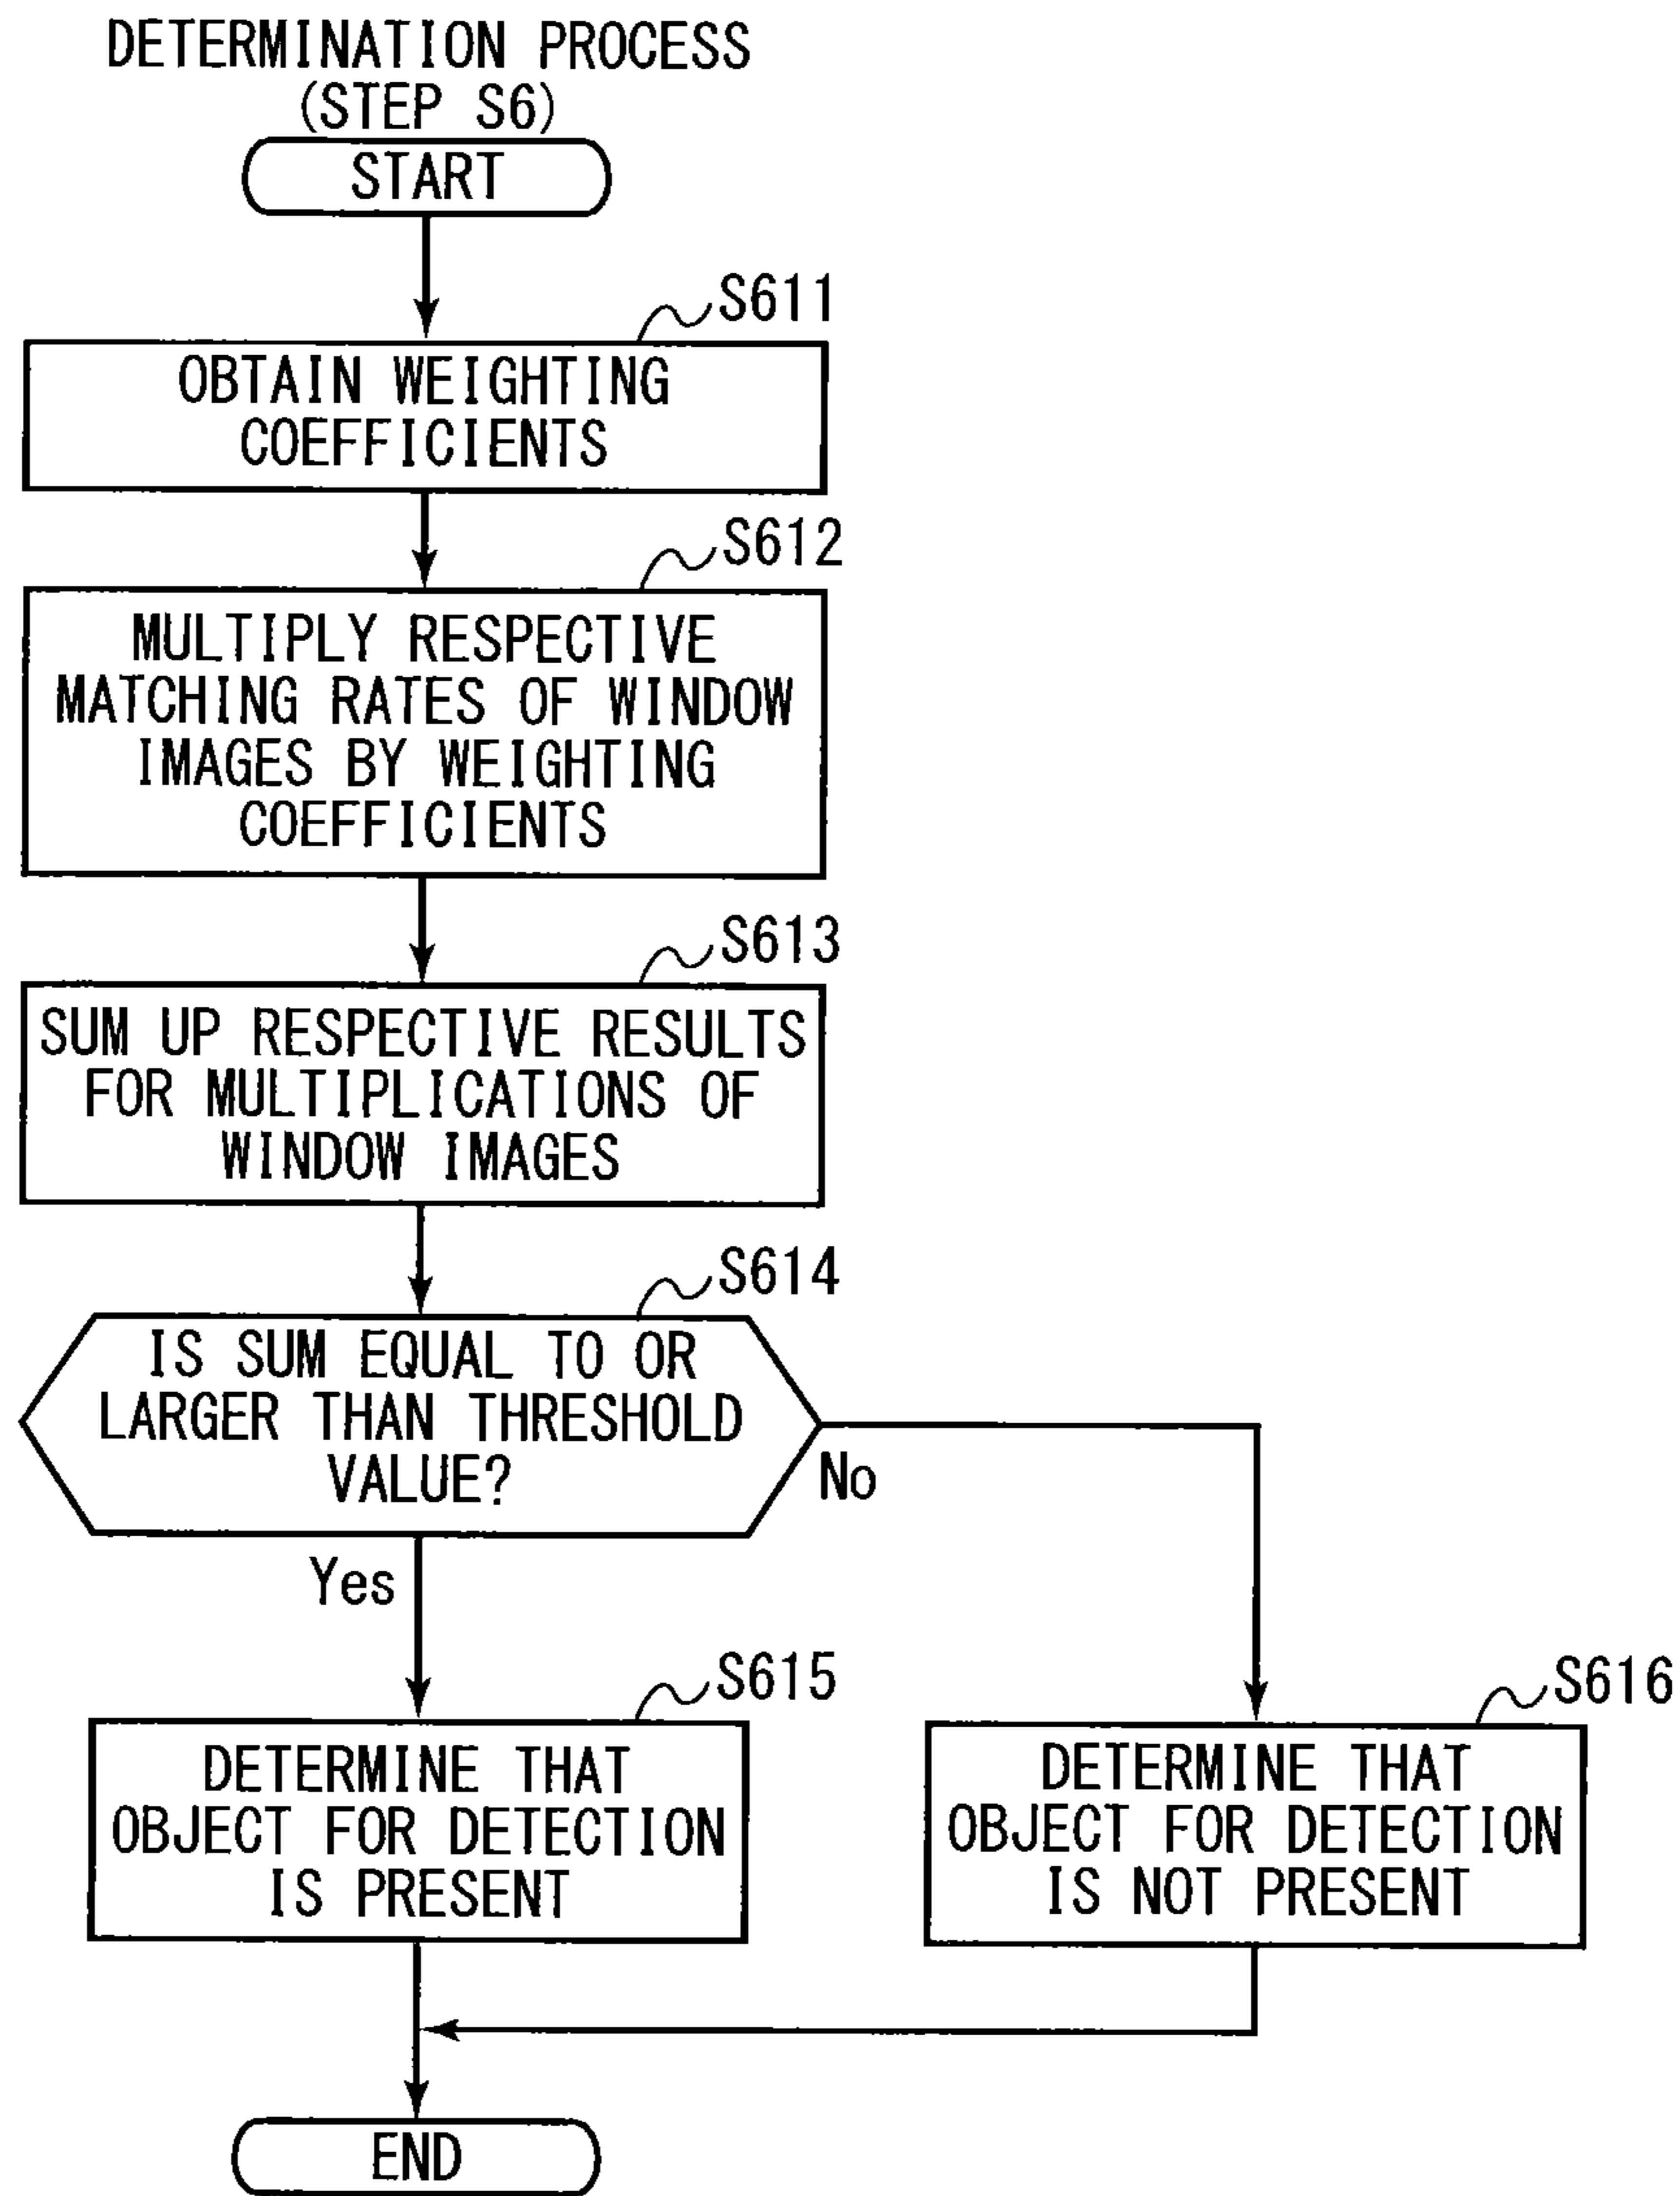 DETERMINATION PROCESS
(STEP S6)
START
S611
OBTAIN WEIGHTING
COEFFICIENTS
S612
MULTIPLY RESPECTIVE
MATCHING RATES OF WINDOW
IMAGES BY WEIGHTING
COEFFICIENTS
S613
SUM UP RESPECTIVE RESULTS
FOR MULTIPLICATIONS OF
WINDOW IMAGES
S614
IS SUM EQUAL TO OR
LARGER THAN THRESHOLD
VALUE?
No
Yes
S615
DETERMINE THAT
OBJECT FOR DETECTION
IS PRESENT
S616
DETERMINE THAT
OBJECT FOR DETECTION
IS NOT PRESENT
END